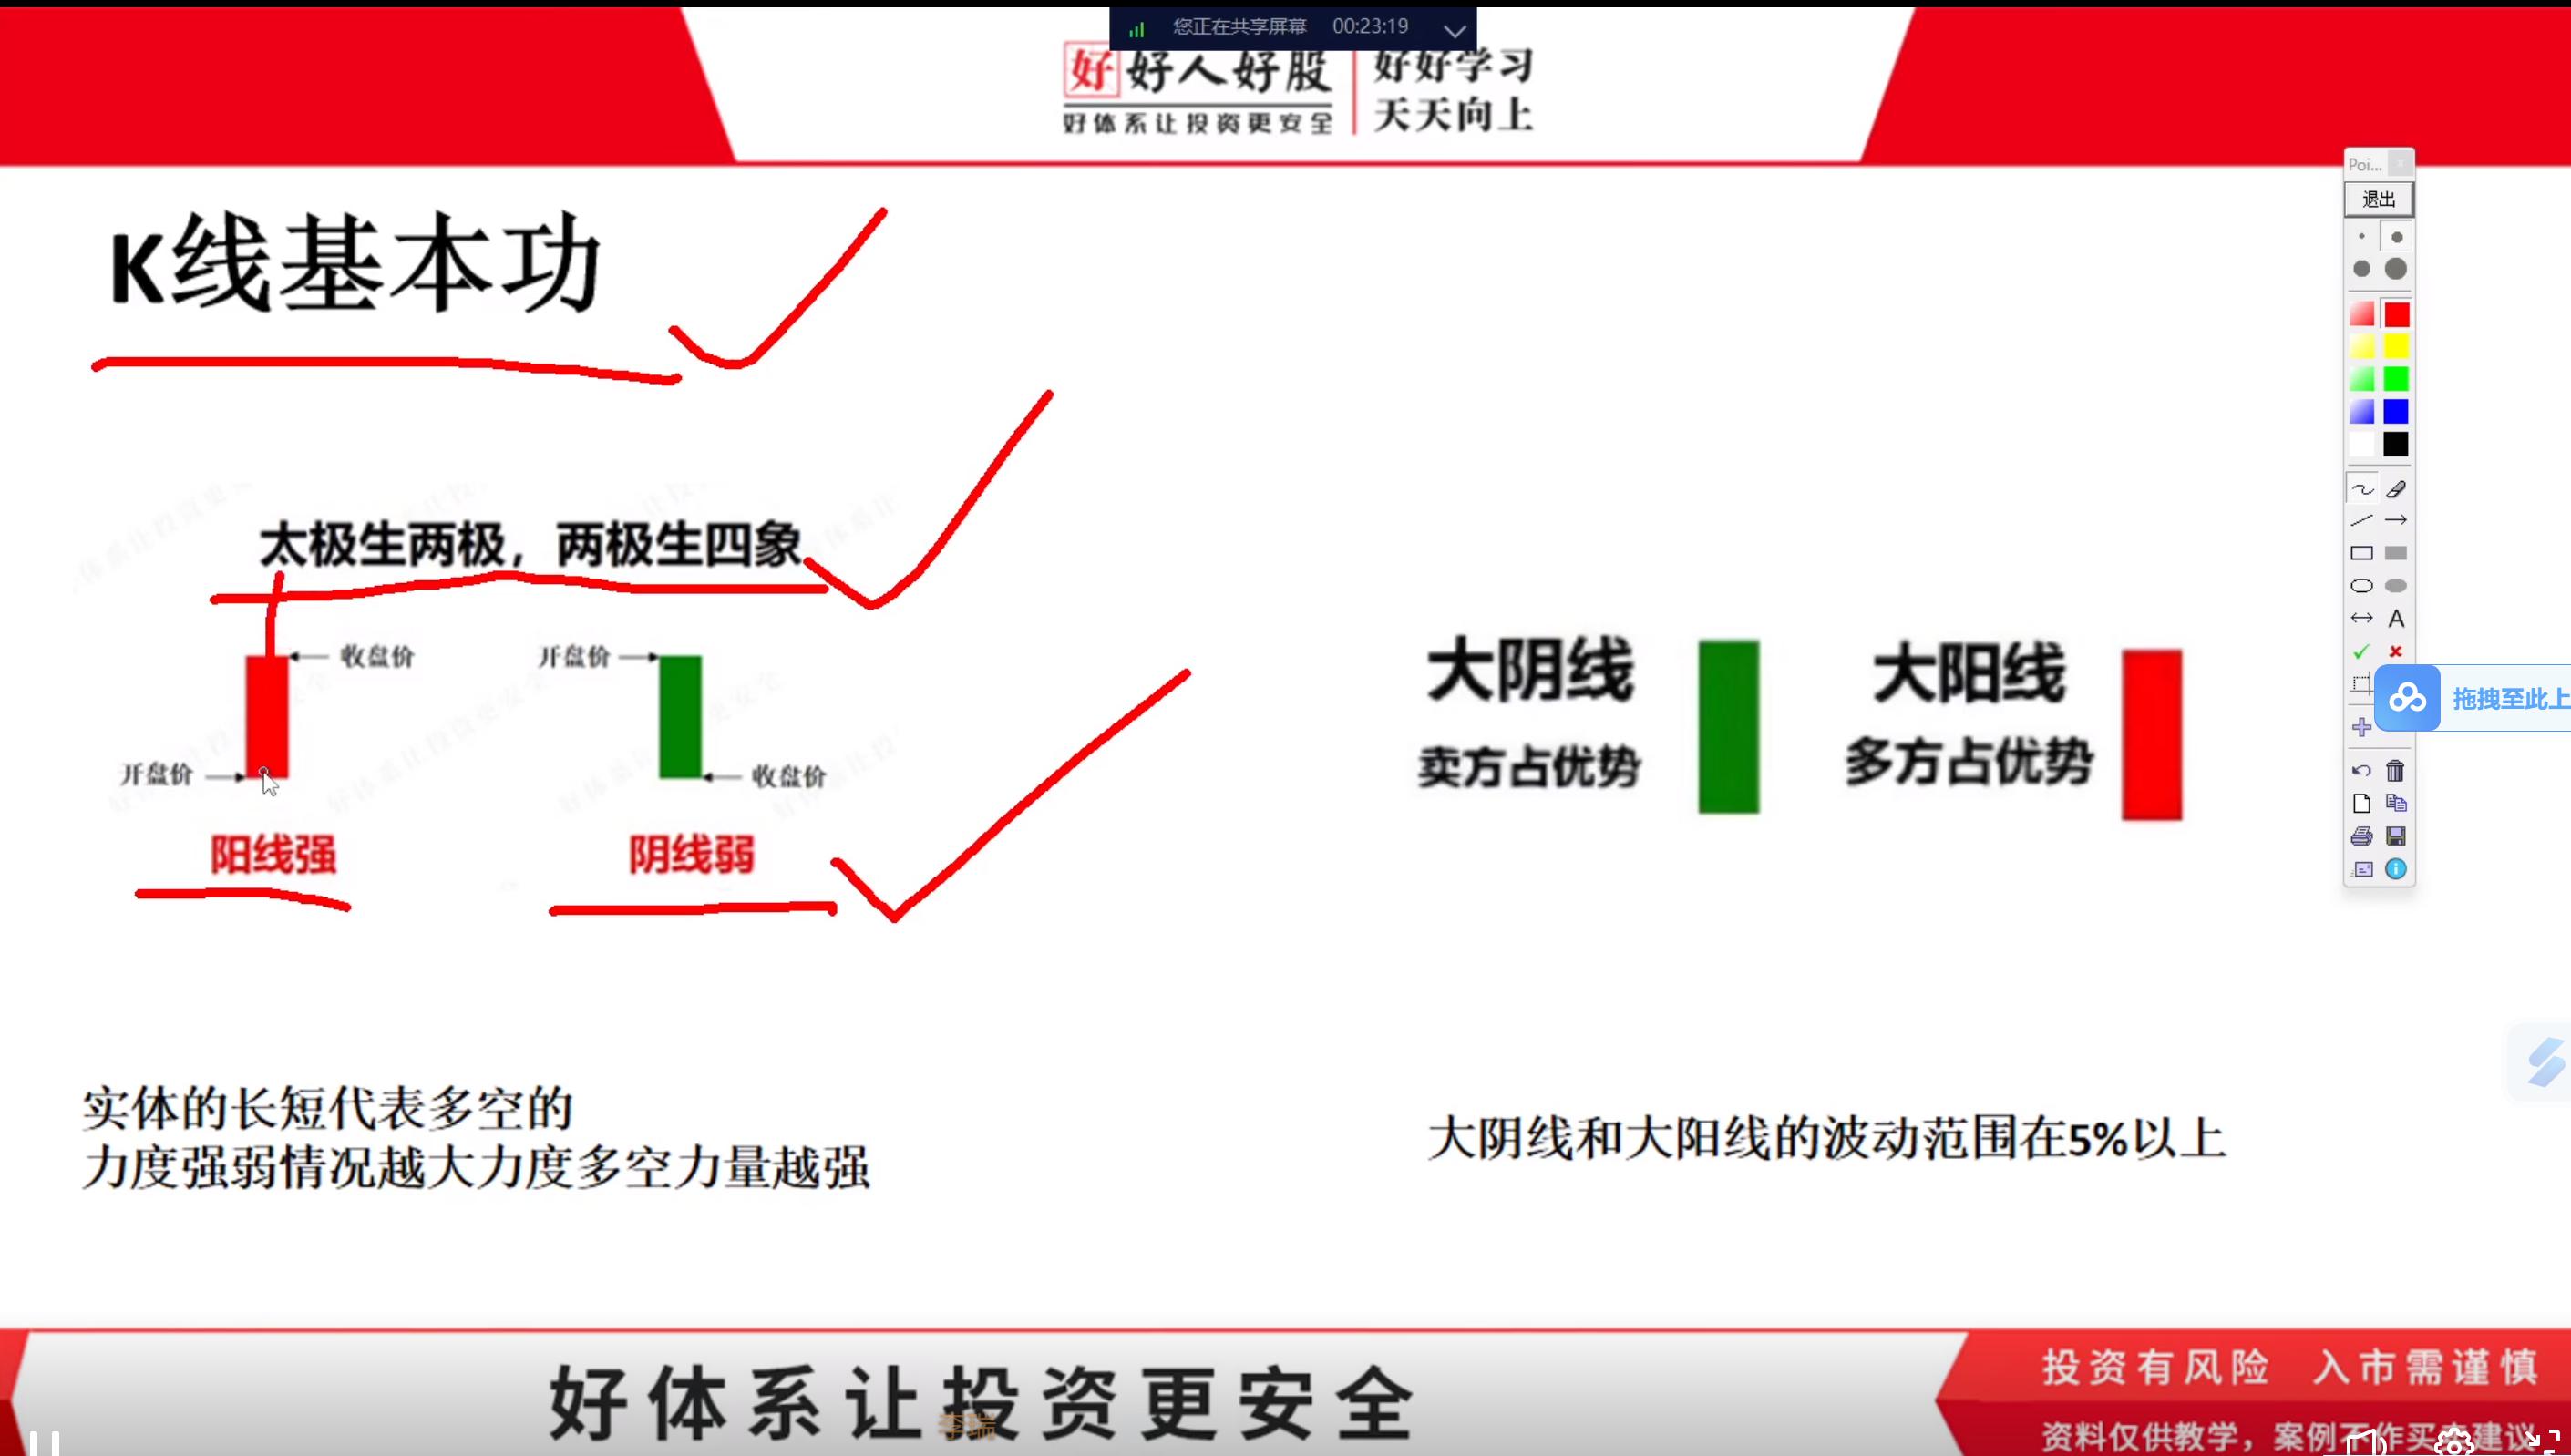 您正在共享屏幕 00:23:19
好 好人好股
好体系让投资更安全
好好学习
天天向上
Poi...
退出
K线基本功
太极生两极，两极生四象
收盘价
开盘价
开盘价
收盘价
阳线强
阴线弱
大阴线
卖方占优势
大阳线
多方占优势
A
拖拽至此上
实体的长短代表多空的
力度强弱情况越大力度多空力量越强
大阴线和大阳线的波动范围在5%以上
好体系让投资更安全
李瑞
投资有风险 入市需谨慎
资料仅供教学，案例不作买卖建议